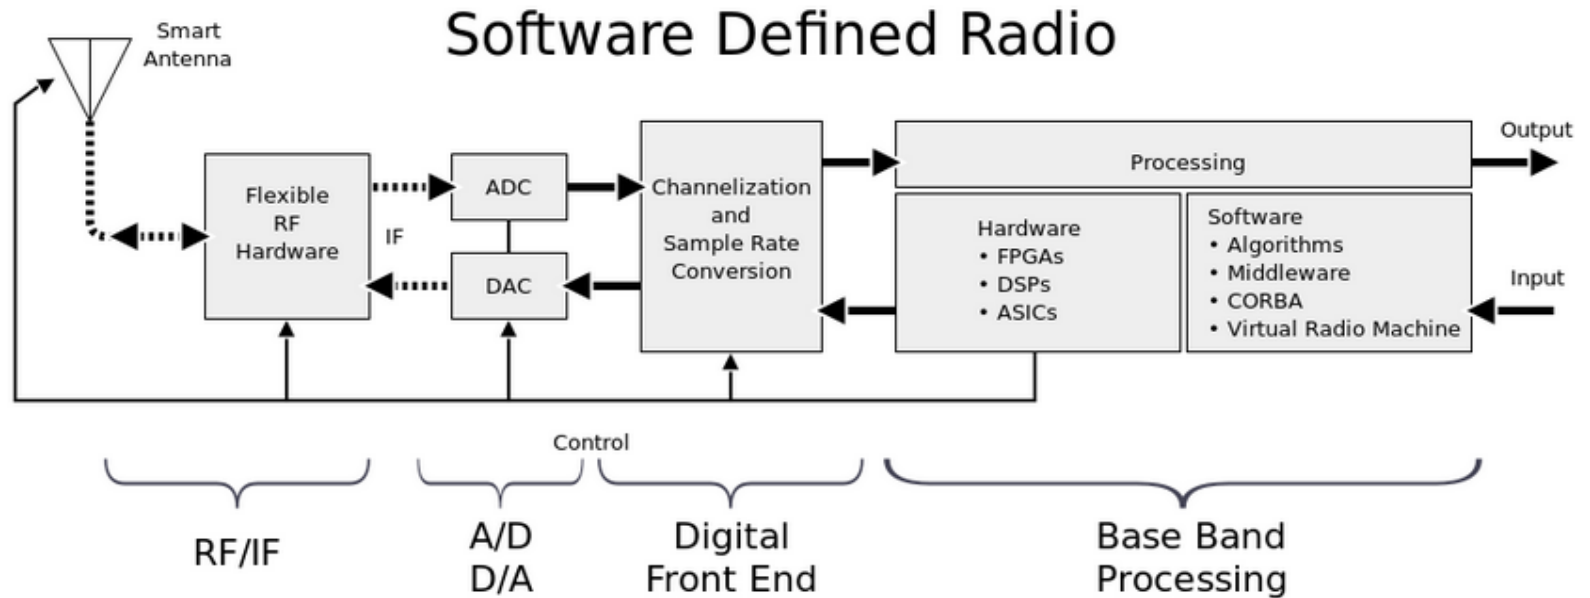 Software Defined Radio
Smart
Antenna
Flexible
RF
Hardware
IF
ADC
DAC
Channelization
and
Sample Rate
Conversion
Processing
Output
Hardware
• FPGAs
• DSPs
• ASICs
Software
• Algorithms
• Middleware
• CORBA
• Virtual Radio Machine
Input
Control
RF/IF
A/D
D/A
Digital
Front End
Base Band
Processing